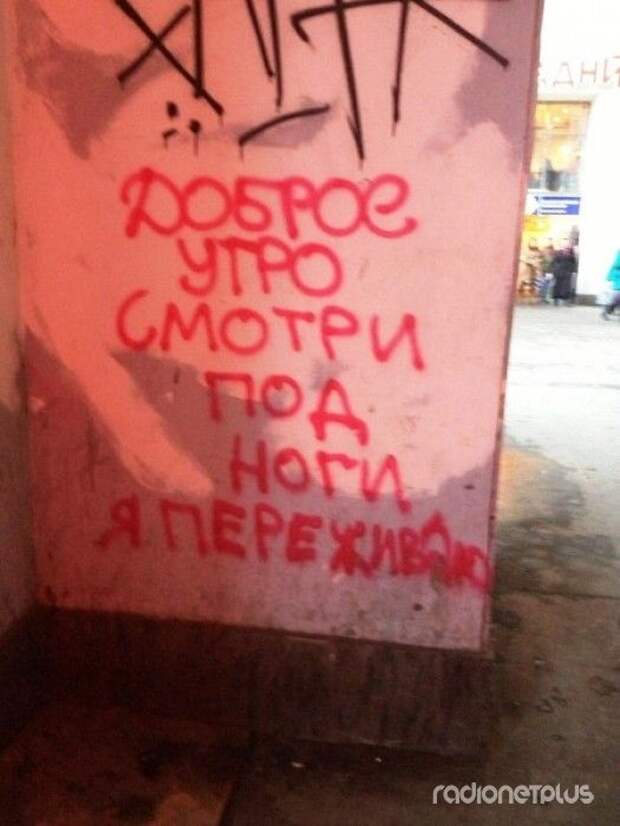 ДОБРОЕ
УТРО
СМОТРИ
ПОД
НОГИ
Я ПЕРЕЖИВАЮ
radionetplus